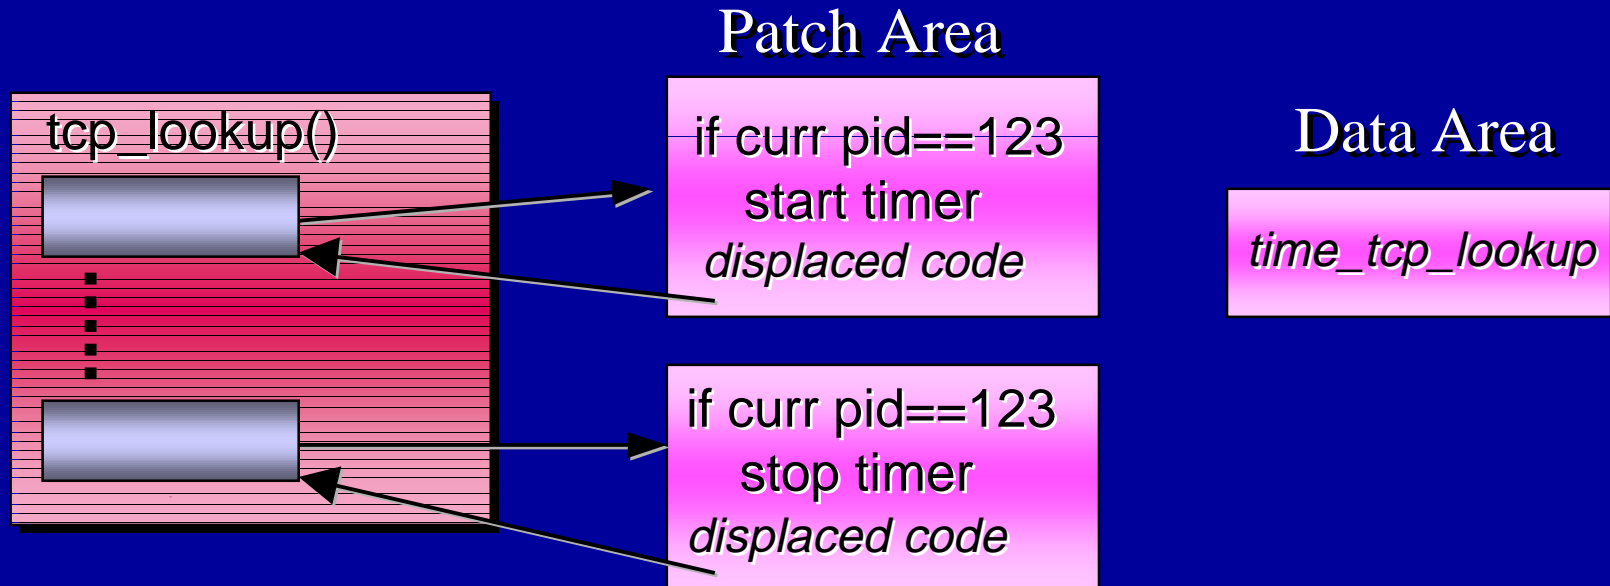 Patch Area
tcp_lookup()
if curr pid==123
start timer
displaced code
if curr pid==123
stop timer
displaced code
Data Area
time_tcp_lookup